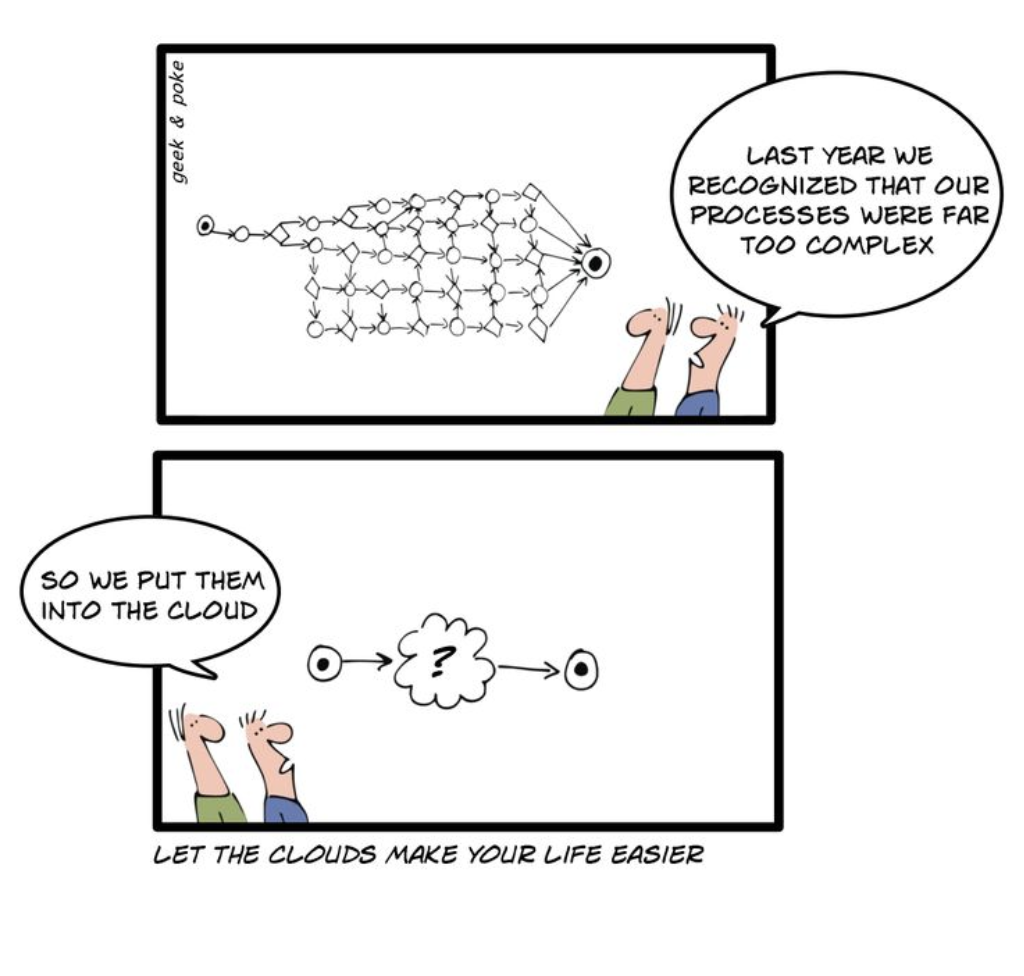 geek & poke
LAST YEAR WE
RECOGNIZED THAT OUR
PROCESSES WERE FAR
TOO COMPLEX
SO WE PUT THEM
INTO THE CLOUD
?
LET THE CLOUDS MAKE YOUR LIFE EASIER